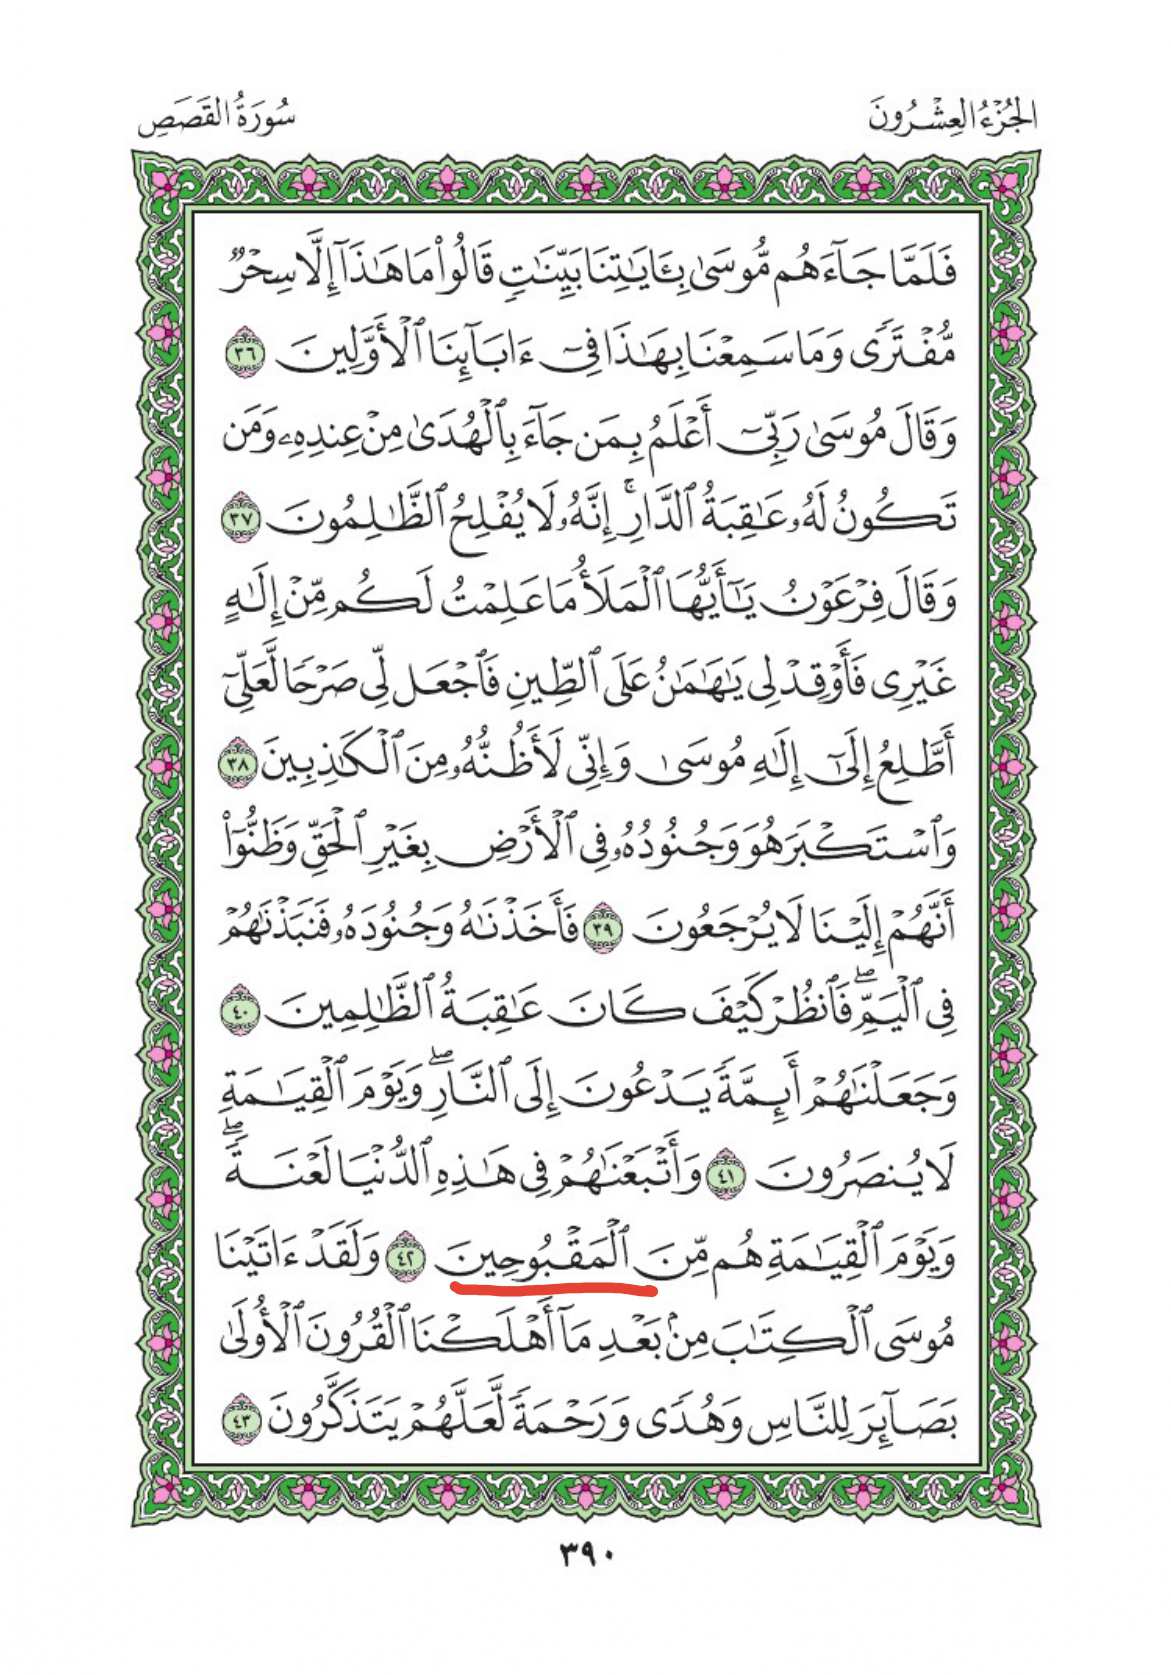 الجُزْءُ العِشْرُونَ
سُورَةُ القَصَصِ
فَلَمَّا جَآءَهُم مُّوسَىٰ بِـَٔايَٰتِنَا بَيِّنَٰتٖ قَالُواْ مَا هَٰذَآ إِلَّا سِحۡرٞ
مُّفۡتَرٗى وَمَا سَمِعۡنَا بِهَٰذَا فِيٓ ءَابَآئِنَا ٱلۡأَوَّلِينَ ٣٦
وَقَالَ مُوسَىٰ رَبِّيٓ أَعۡلَمُ بِمَن جَآءَ بِٱلۡهُدَىٰ مِنۡ عِندِهِۦ وَمَن
تَكُونُ لَهُۥ عَٰقِبَةُ ٱلدَّارِۚ إِنَّهُۥ لَا يُفۡلِحُ ٱلظَّٰلِمُونَ ٣٧
وَقَالَ فِرۡعَوۡنُ يَٰٓأَيُّهَا ٱلۡمَلَأُ مَا عَلِمۡتُ لَكُم مِّنۡ إِلَٰهٍ
غَيۡرِي فَأَوۡقِدۡ لِي يَٰهَٰمَٰنُ عَلَى ٱلطِّينِ فَٱجۡعَل لِّي صَرۡحٗا لَّعَلِّيٓ
أَطَّلِعُ إِلَىٰٓ إِلَٰهِ مُوسَىٰ وَإِنِّي لَأَظُنُّهُۥ مِنَ ٱلۡكَٰذِبِينَ ٣٨
وَٱسۡتَكۡبَرَ هُوَ وَجُنُودُهُۥ فِي ٱلۡأَرۡضِ بِغَيۡرِ ٱلۡحَقِّ وَظَنُّوٓاْ
أَنَّهُمۡ إِلَيۡنَا لَا يُرۡجَعُونَ ٣٩ فَأَخَذۡنَٰهُ وَجُنُودَهُۥ فَنَبَذۡنَٰهُمۡ
فِي ٱلۡيَمِّۖ فَٱنظُرۡ كَيۡفَ كَانَ عَٰقِبَةُ ٱلظَّٰلِمِينَ ٤٠
وَجَعَلۡنَٰهُمۡ أَئِمَّةٗ يَدۡعُونَ إِلَى ٱلنَّارِۖ وَيَوۡمَ ٱلۡقِيَٰمَةِ
لَا يُنصَرُونَ ٤١ وَأَتۡبَعۡنَٰهُمۡ فِي هَٰذِهِ ٱلدُّنۡيَا لَعۡنَةٗۖ
وَيَوۡمَ ٱلۡقِيَٰمَةِ هُم مِّنَ ٱلۡمَقۡبُوحِينَ ٤٢ وَلَقَدۡ ءَاتَيۡنَا
مُوسَى ٱلۡكِتَٰبَ مِنۢ بَعۡدِ مَآ أَهۡلَكۡنَا ٱلۡقُرُونَ ٱلۡأُولَىٰ
بَصَآئِرَ لِلنَّاسِ وَهُدٗى وَرَحۡمَةٗ لَّعَلَّهُمۡ يَتَذَكَّرُونَ ٤٣
٣٩٠